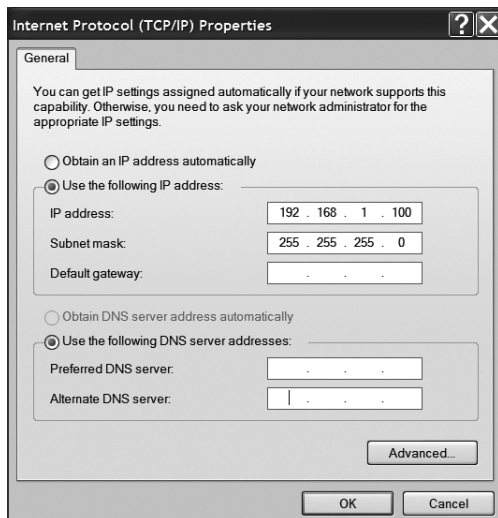 Internet Protocol (TCP/IP) Properties
General
You can get IP settings assigned automatically if your network supports this
capability. Otherwise, you need to ask your network administrator for the
appropriate IP settings.
Obtain an IP address automatically
Use the following IP address:
IP address: 192 . 168 . 1 . 100
Subnet mask: 255 . 255 . 255 . 0
Default gateway: . . .
Obtain DNS server address automatically
Use the following DNS server addresses:
Preferred DNS server: . . .
Alternate DNS server: . . .
Advanced...
OK Cancel